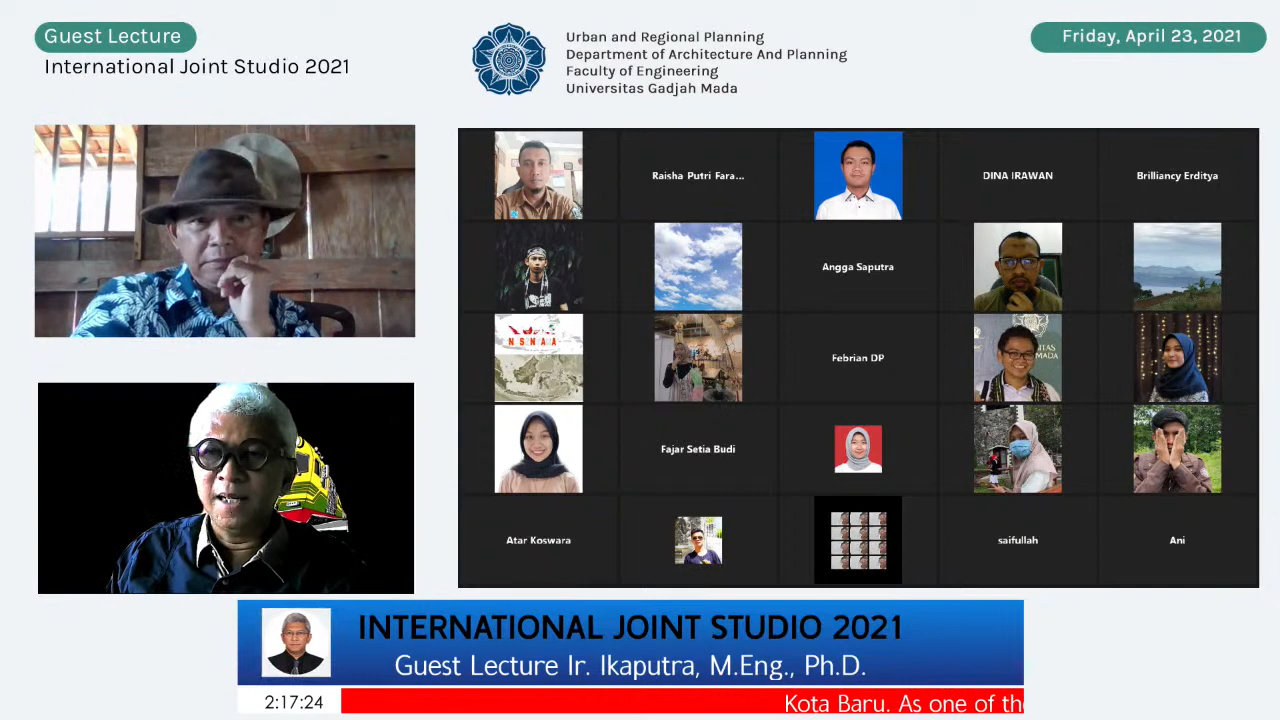 Guest Lecture
International Joint Studio 2021
Urban and Regional Planning
Department of Architecture And Planning
Faculty of Engineering
Universitas Gadjah Mada
Friday, April 23, 2021
Raisha Putri Fara...
DINA IRAWAN
Brilliancy Erditya
Angga Saputra
Febrian DP
Fajar Setia Budi
Atar Koswara
saifullah
Ani
INTERNATIONAL JOINT STUDIO 2021
Guest Lecture Ir. Ikaputra, M.Eng., Ph.D.
2:17:24
Kota Baru. As one of th